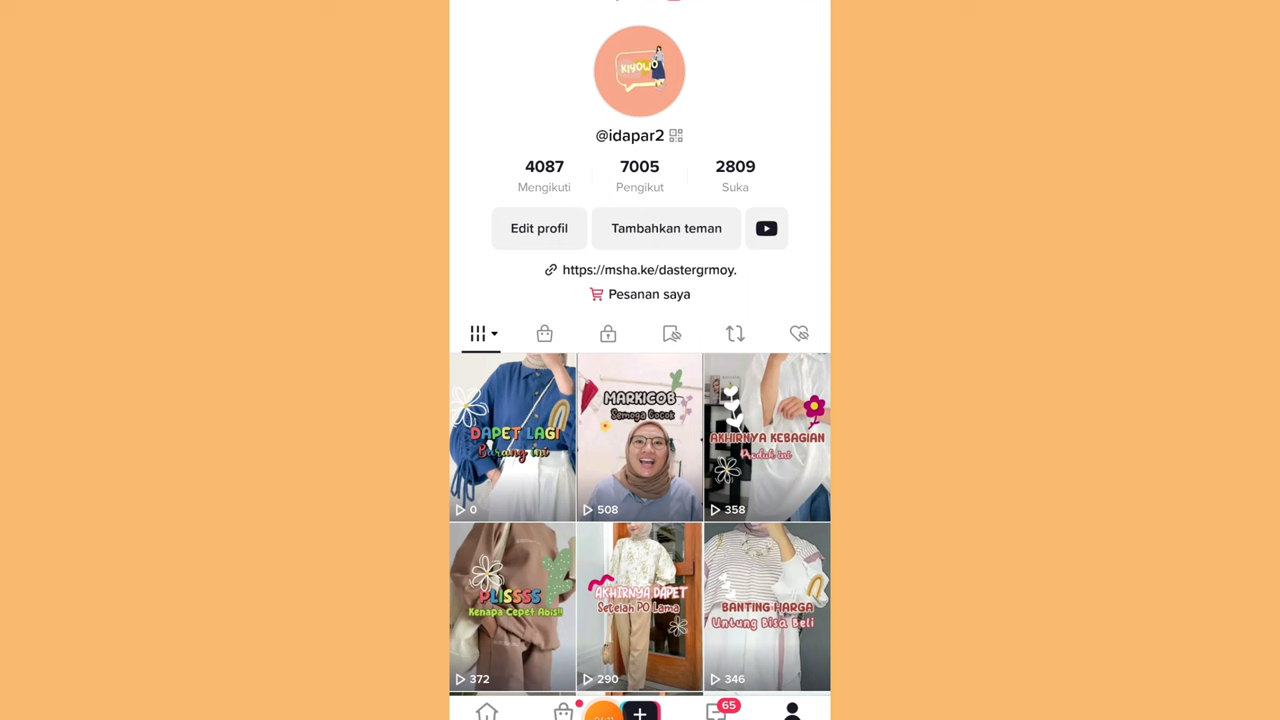 KIYOWO
@idapar2
4087
7005
2809
Mengikuti
Pengikut
Suka
Edit profil
Tambahkan teman
https://msha.ke/dastergrmoy.
Pesanan saya
DAPET LAGI
Barang Ini
0
MARKICOB
Semoga Cocok
508
AKHIRNYA KEBAGIAN
Produk ini
358
PLISSSS
Kenapa Cepet Abis!!
372
AKHIRNYA DAPET
Setelah PO Lama
290
BANTING HARGA
Untung Bisa Beli
346
65